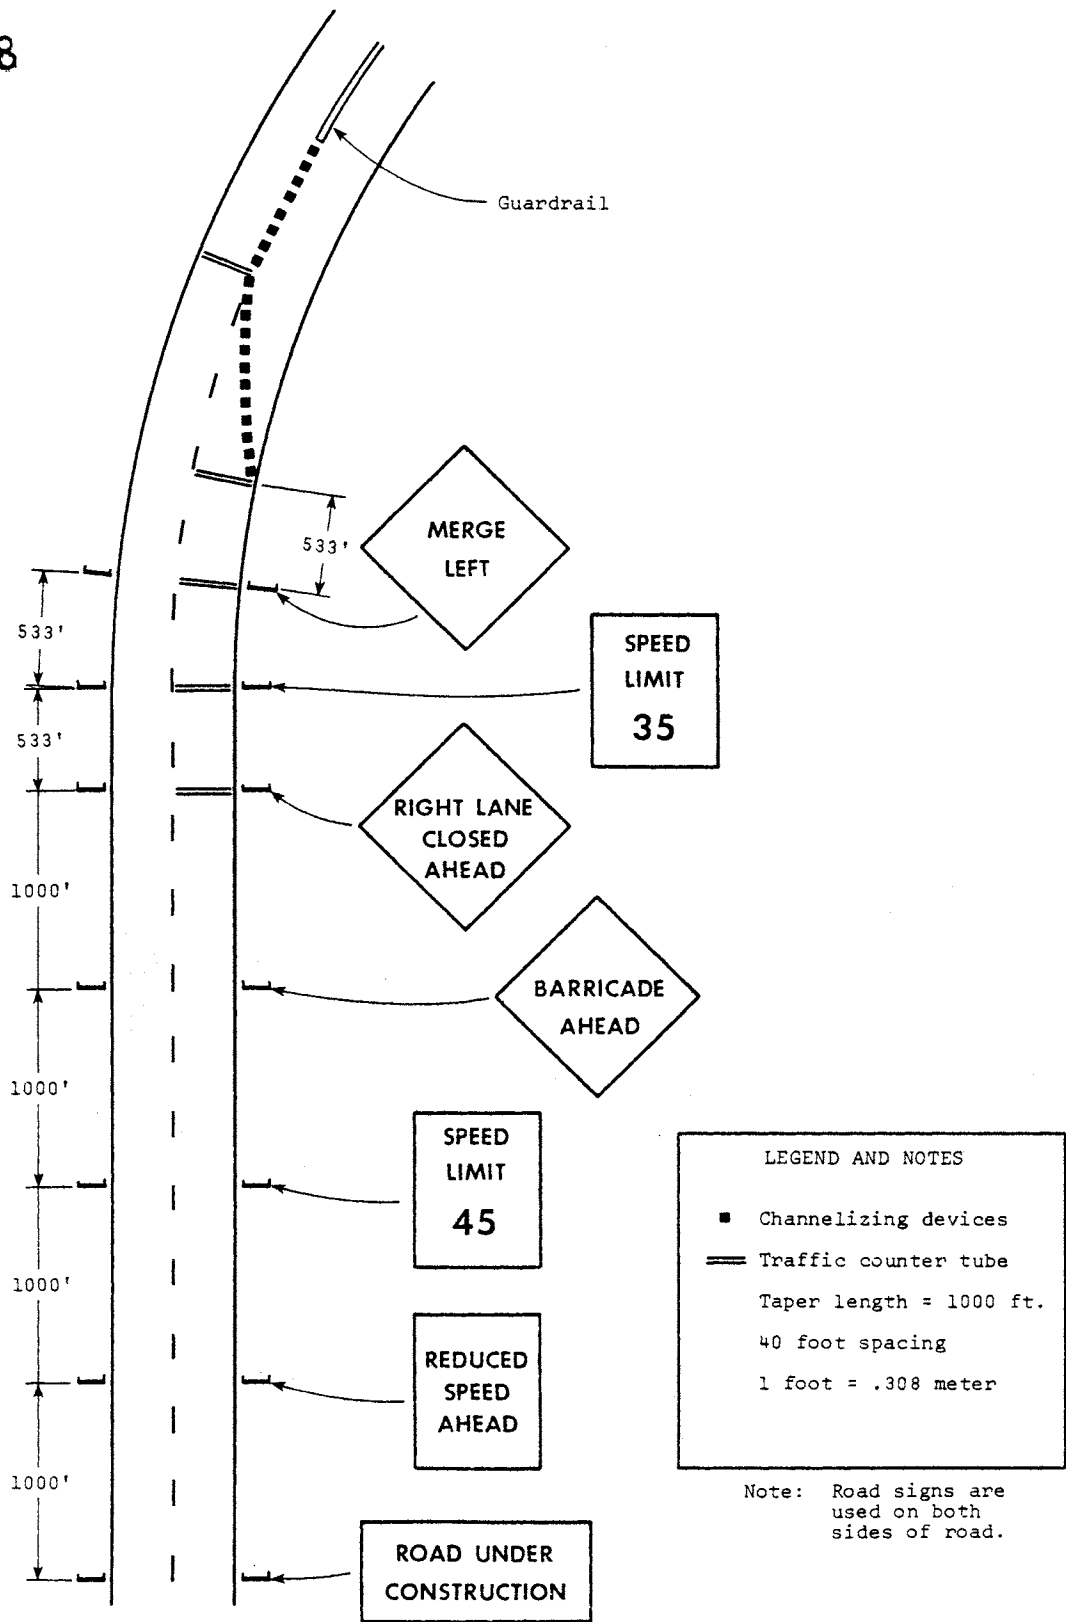 8
Guardrail
533'
MERGE
LEFT
533'
SPEED
LIMIT
35
533'
RIGHT LANE
CLOSED
AHEAD
1000'
BARRICADE
AHEAD
1000'
SPEED
LIMIT
45
1000'
REDUCED
SPEED
AHEAD
1000'
ROAD UNDER
CONSTRUCTION
LEGEND AND NOTES
Channelizing devices
Traffic counter tube
Taper length = 1000 ft.
40 foot spacing
1 foot = .308 meter
Note: Road signs are
used on both
sides of road.